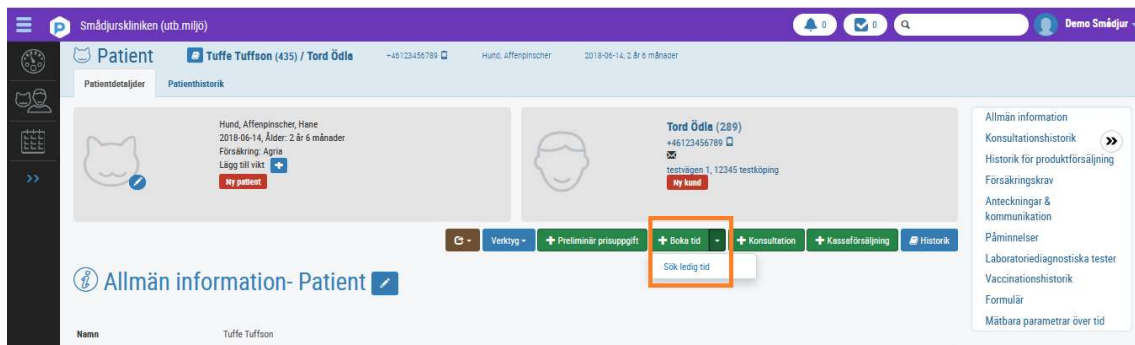 Smådjurskliniken (utb.miljö)
0
0
Demo Smådjur
Patient
Tuffe Tuffson (435) / Tord Ödla
+46123456789
Hund, Affenpinscher
2018-06-14, 2 år 6 månader
Patientdetaljder
Patienthistorik
Hund, Affenpinscher, Hane
2018-06-14, Ålder: 2 år 6 månader
Försäkring: Agria
Lägg till vikt
Ny patient
Tord Ödla (289)
+46123456789
testvägen 1, 12345 testköping
Ny kund
Allmän information
Konsultationshistorik
Historik för produktförsäljning
Försäkringskrav
Anteckningar &
kommunikation
Påminnelser
Laboratoriediagnostiska tester
Vaccinationshistorik
Formulär
Mätbara parametrar över tid
Verktyg
Preliminär prisuppgift
Boka tid
Konsultation
Kassaförsäljning
Historik
Sök ledig tid
Allmän information- Patient
Namn
Tuffe Tuffson